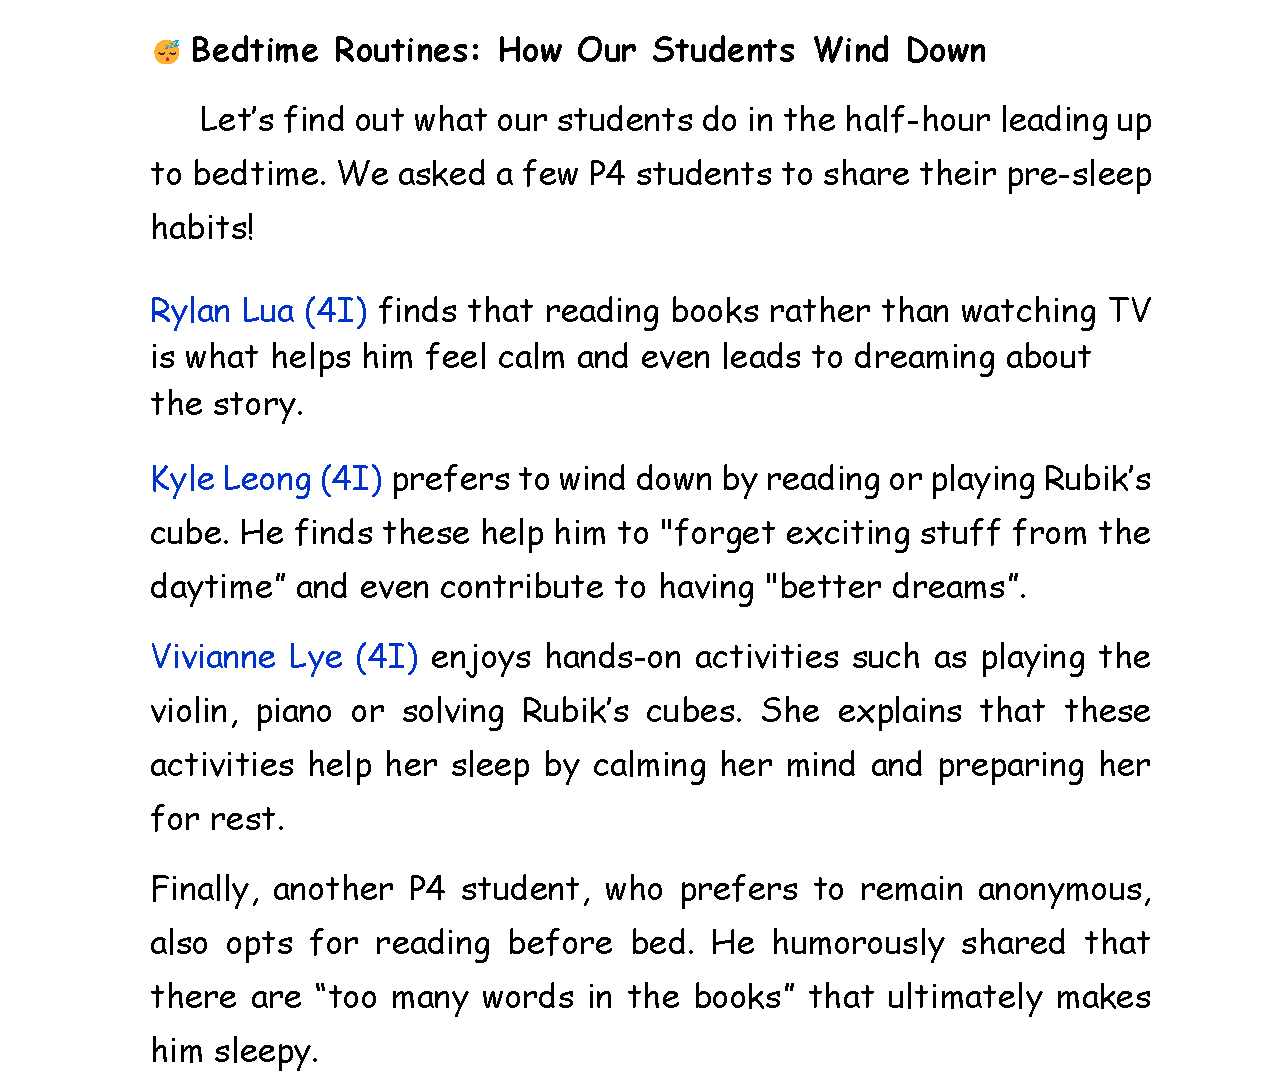 😴 Bedtime Routines: How Our Students Wind Down
Let’s find out what our students do in the half-hour leading up
to bedtime. We asked a few P4 students to share their pre-sleep
habits!
Rylan Lua (4I) finds that reading books rather than watching TV
is what helps him feel calm and even leads to dreaming about
the story.
Kyle Leong (4I) prefers to wind down by reading or playing Rubik’s
cube. He finds these help him to "forget exciting stuff from the
daytime” and even contribute to having "better dreams”.
Vivianne Lye (4I) enjoys hands-on activities such as playing the
violin, piano or solving Rubik’s cubes. She explains that these
activities help her sleep by calming her mind and preparing her
for rest.
Finally, another P4 student, who prefers to remain anonymous,
also opts for reading before bed. He humorously shared that
there are “too many words in the books” that ultimately makes
him sleepy.